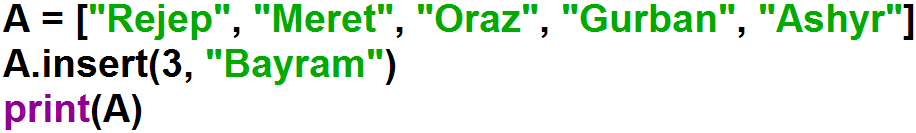 A = ["Rejep", "Meret", "Oraz", "Gurban", "Ashyr"]
A.insert(3, "Bayram")
print(A)